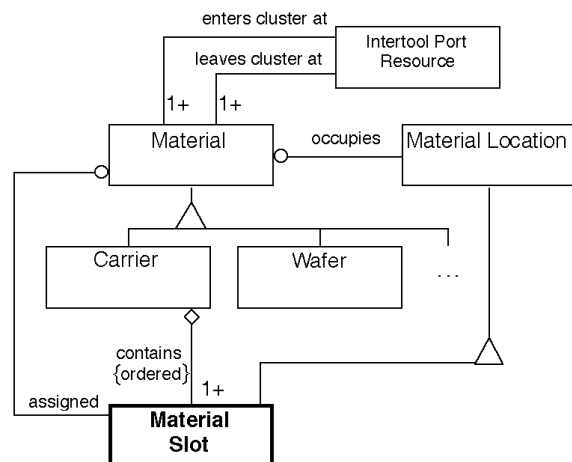 enters cluster at
Intertool Port
Resource
leaves cluster at
1+
1+
Material
occupies
Material Location
Carrier
Wafer
...
contains
{ordered}
1+
assigned
Material
Slot